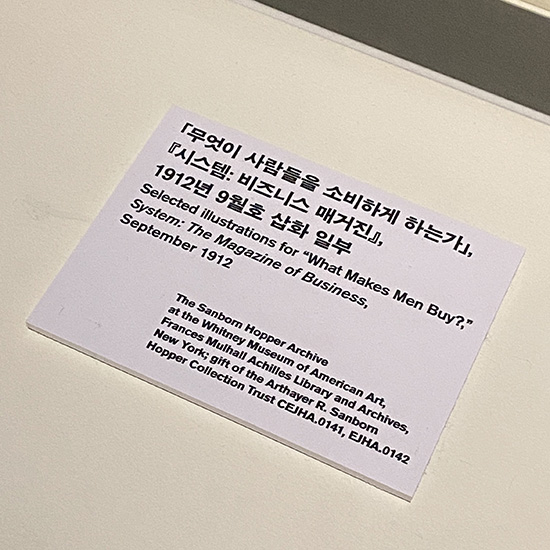 「무엇이 사람들을 소비하게 하는가」,
『시스템: 비즈니스 매거진』,
1912년 9월호 삽화 일부
Selected illustrations for “What Makes Men Buy?,”
System: The Magazine of Business,
September 1912
The Sanborn Hopper Archive
at the Whitney Museum of American Art,
Frances Mulhall Achilles Library and Archives,
New York; gift of the Arthayer R. Sanborn
Hopper Collection Trust CEJHA.0141, EJHA.0142